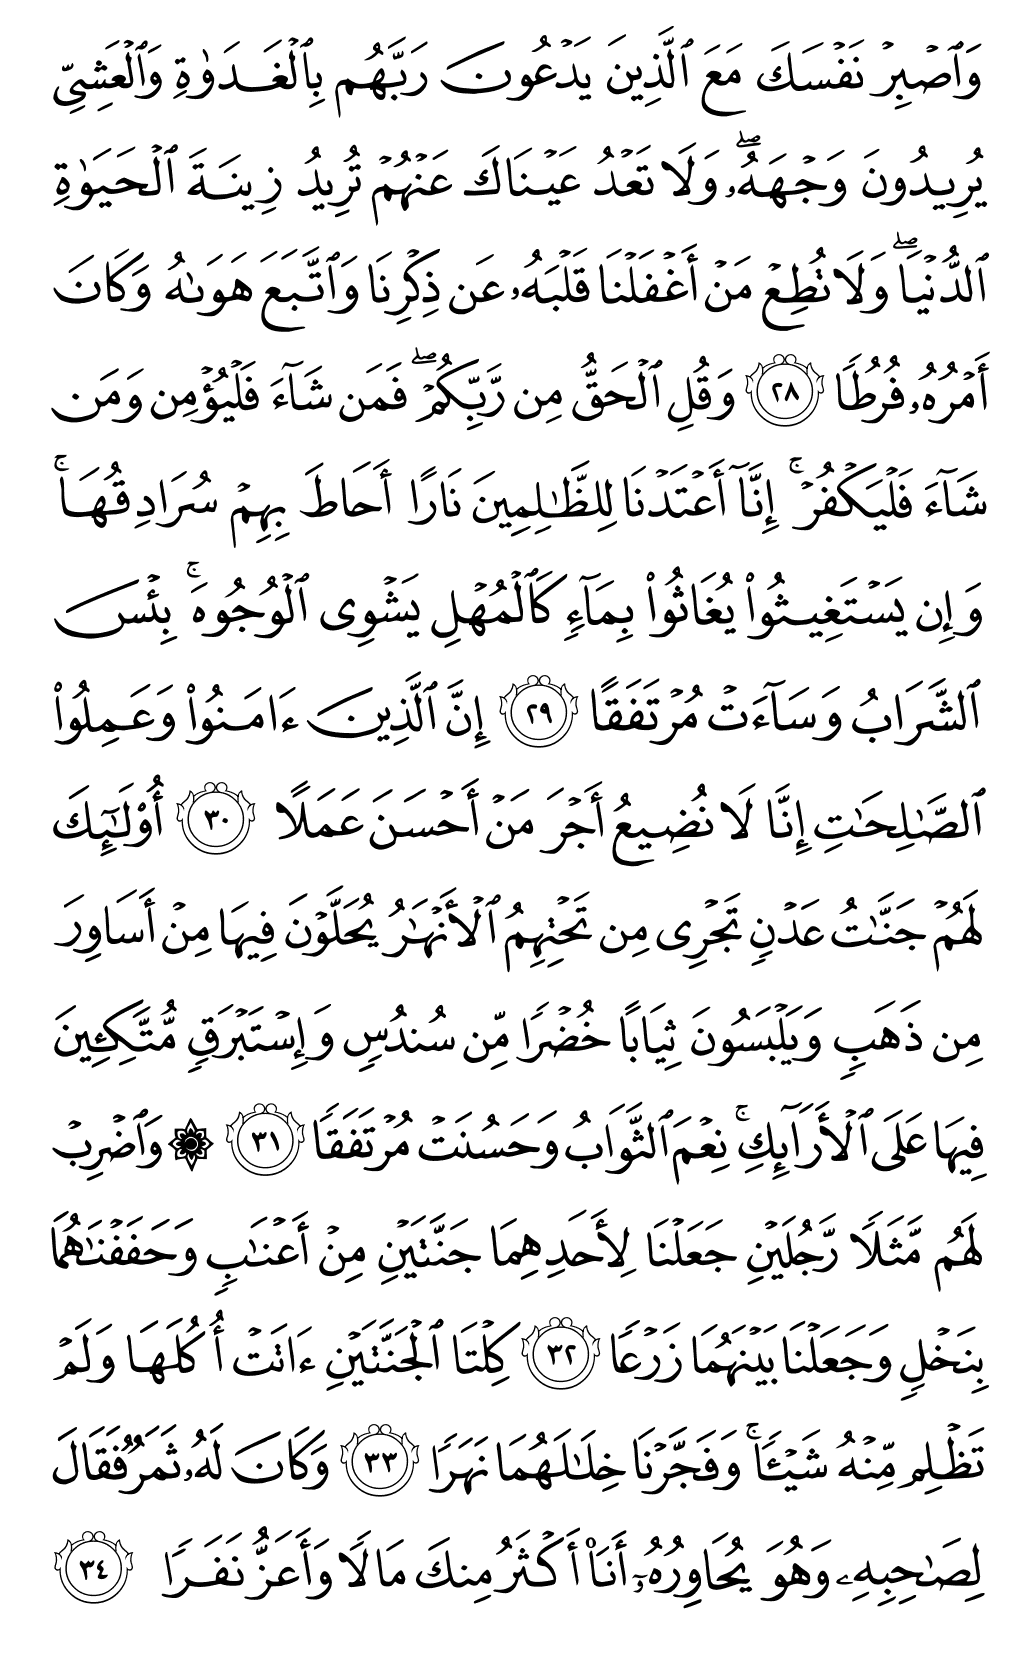 وَٱصۡبِرۡ نَفۡسَكَ مَعَ ٱلَّذِينَ يَدۡعُونَ رَبَّهُم بِٱلۡغَدَوٰةِ وَٱلۡعَشِيِّ
يُرِيدُونَ وَجۡهَهُۥۖ وَلَا تَعۡدُ عَيۡنَاكَ عَنۡهُمۡ تُرِيدُ زِينَةَ ٱلۡحَيَوٰةِ
ٱلدُّنۡيَاۖ وَلَا تُطِعۡ مَنۡ أَغۡفَلۡنَا قَلۡبَهُۥ عَن ذِكۡرِنَا وَٱتَّبَعَ هَوَىٰهُ وَكَانَ
أَمۡرُهُۥ فُرُطٗا ٢٨ وَقُلِ ٱلۡحَقُّ مِن رَّبِّكُمۡۖ فَمَن شَآءَ فَلۡيُؤۡمِن وَمَن
شَآءَ فَلۡيَكۡفُرۡۚ إِنَّآ أَعۡتَدۡنَا لِلظَّٰلِمِينَ نَارًا أَحَاطَ بِهِمۡ سُرَادِقُهَاۚ
وَإِن يَسۡتَغِيثُواْ يُغَاثُواْ بِمَآءٖ كَٱلۡمُهۡلِ يَشۡوِي ٱلۡوُجُوهَۚ بِئۡسَ
ٱلشَّرَابُ وَسَآءَتۡ مُرۡتَفَقًا ٢٩ إِنَّ ٱلَّذِينَ ءَامَنُواْ وَعَمِلُواْ
ٱلصَّٰلِحَٰتِ إِنَّا لَا نُضِيعُ أَجۡرَ مَنۡ أَحۡسَنَ عَمَلًا ٣٠ أُوْلَٰٓئِكَ
لَهُمۡ جَنَّٰتُ عَدۡنٖ تَجۡرِي مِن تَحۡتِهِمُ ٱلۡأَنۡهَٰرُ يُحَلَّوۡنَ فِيهَا مِنۡ أَسَاوِرَ
مِن ذَهَبٖ وَيَلۡبَسُونَ ثِيَابًا خُضۡرٗا مِّن سُندُسٖ وَإِسۡتَبۡرَقٖ مُّتَّكِـِٔينَ
فِيهَا عَلَى ٱلۡأَرَآئِكِۚ نِعۡمَ ٱلثَّوَابُ وَحَسُنَتۡ مُرۡتَفَقٗا ٣١ ۞ وَٱضۡرِبۡ
لَهُم مَّثَلٗا رَّجُلَيۡنِ جَعَلۡنَا لِأَحَدِهِمَا جَنَّتَيۡنِ مِنۡ أَعۡنَٰبٖ وَحَفَفۡنَٰهُمَا
بِنَخۡلٖ وَجَعَلۡنَا بَيۡنَهُمَا زَرۡعٗا ٣٢ كِلۡتَا ٱلۡجَنَّتَيۡنِ ءَاتَتۡ أُكُلَهَا وَلَمۡ
تَظۡلِم مِّنۡهُ شَيۡـٔٗاۚ وَفَجَّرۡنَا خِلَٰلَهُمَا نَهَرٗا ٣٣ وَكَانَ لَهُۥ ثَمَرٞ فَقَالَ
لِصَٰحِبِهِۦ وَهُوَ يُحَاوِرُهُۥٓ أَنَا۠ أَكۡثَرُ مِنكَ مَالٗا وَأَعَزُّ نَفَرٗا ٣٤